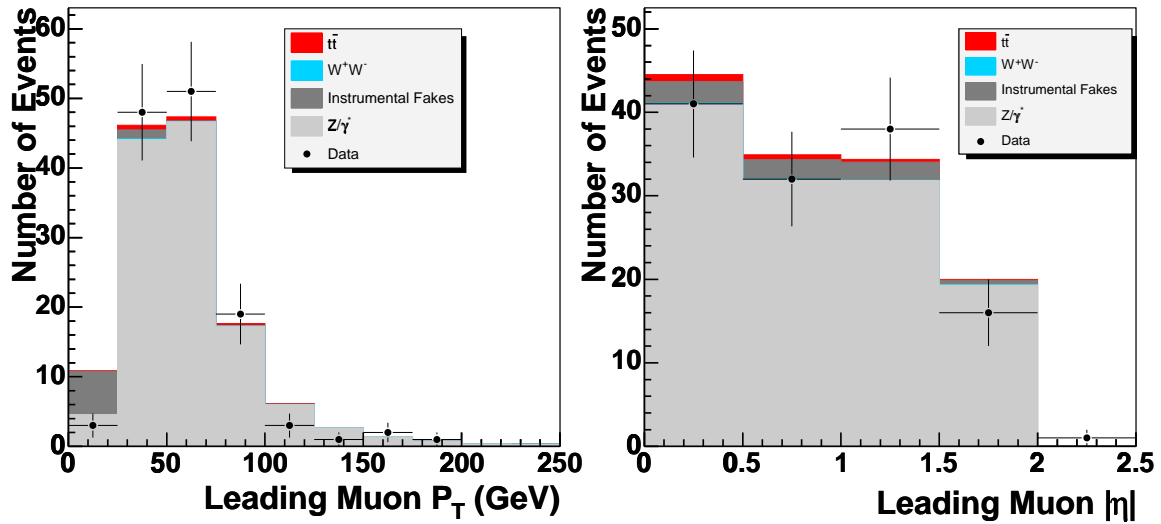 Number of Events
60
50
40
30
20
10
0
0 50 100 150 200 250
Leading Muon P_T (GeV)
tt̄
W⁺W⁻
Instrumental Fakes
Z/γ*
Data
Number of Events
50
40
30
20
10
0
0 0.5 1 1.5 2 2.5
Leading Muon |η|
tt̄
W⁺W⁻
Instrumental Fakes
Z/γ*
Data